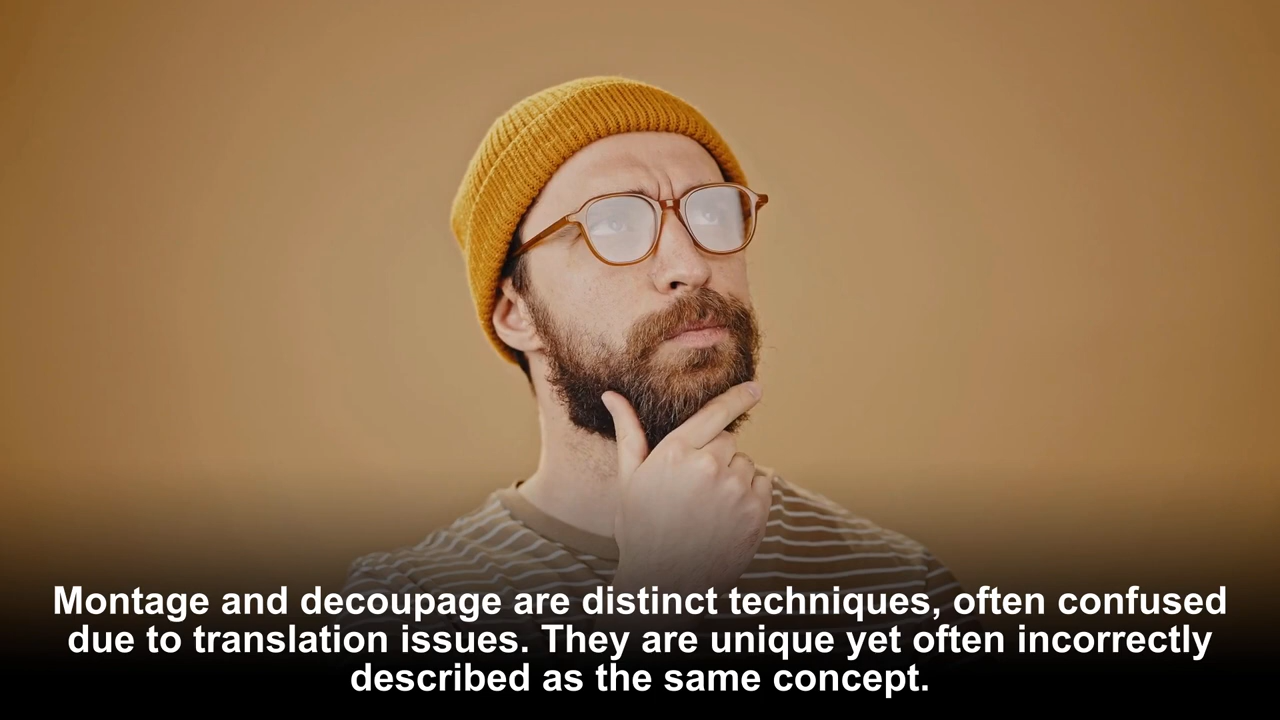 Montage and decoupage are distinct techniques, often confused
due to translation issues. They are unique yet often incorrectly
described as the same concept.